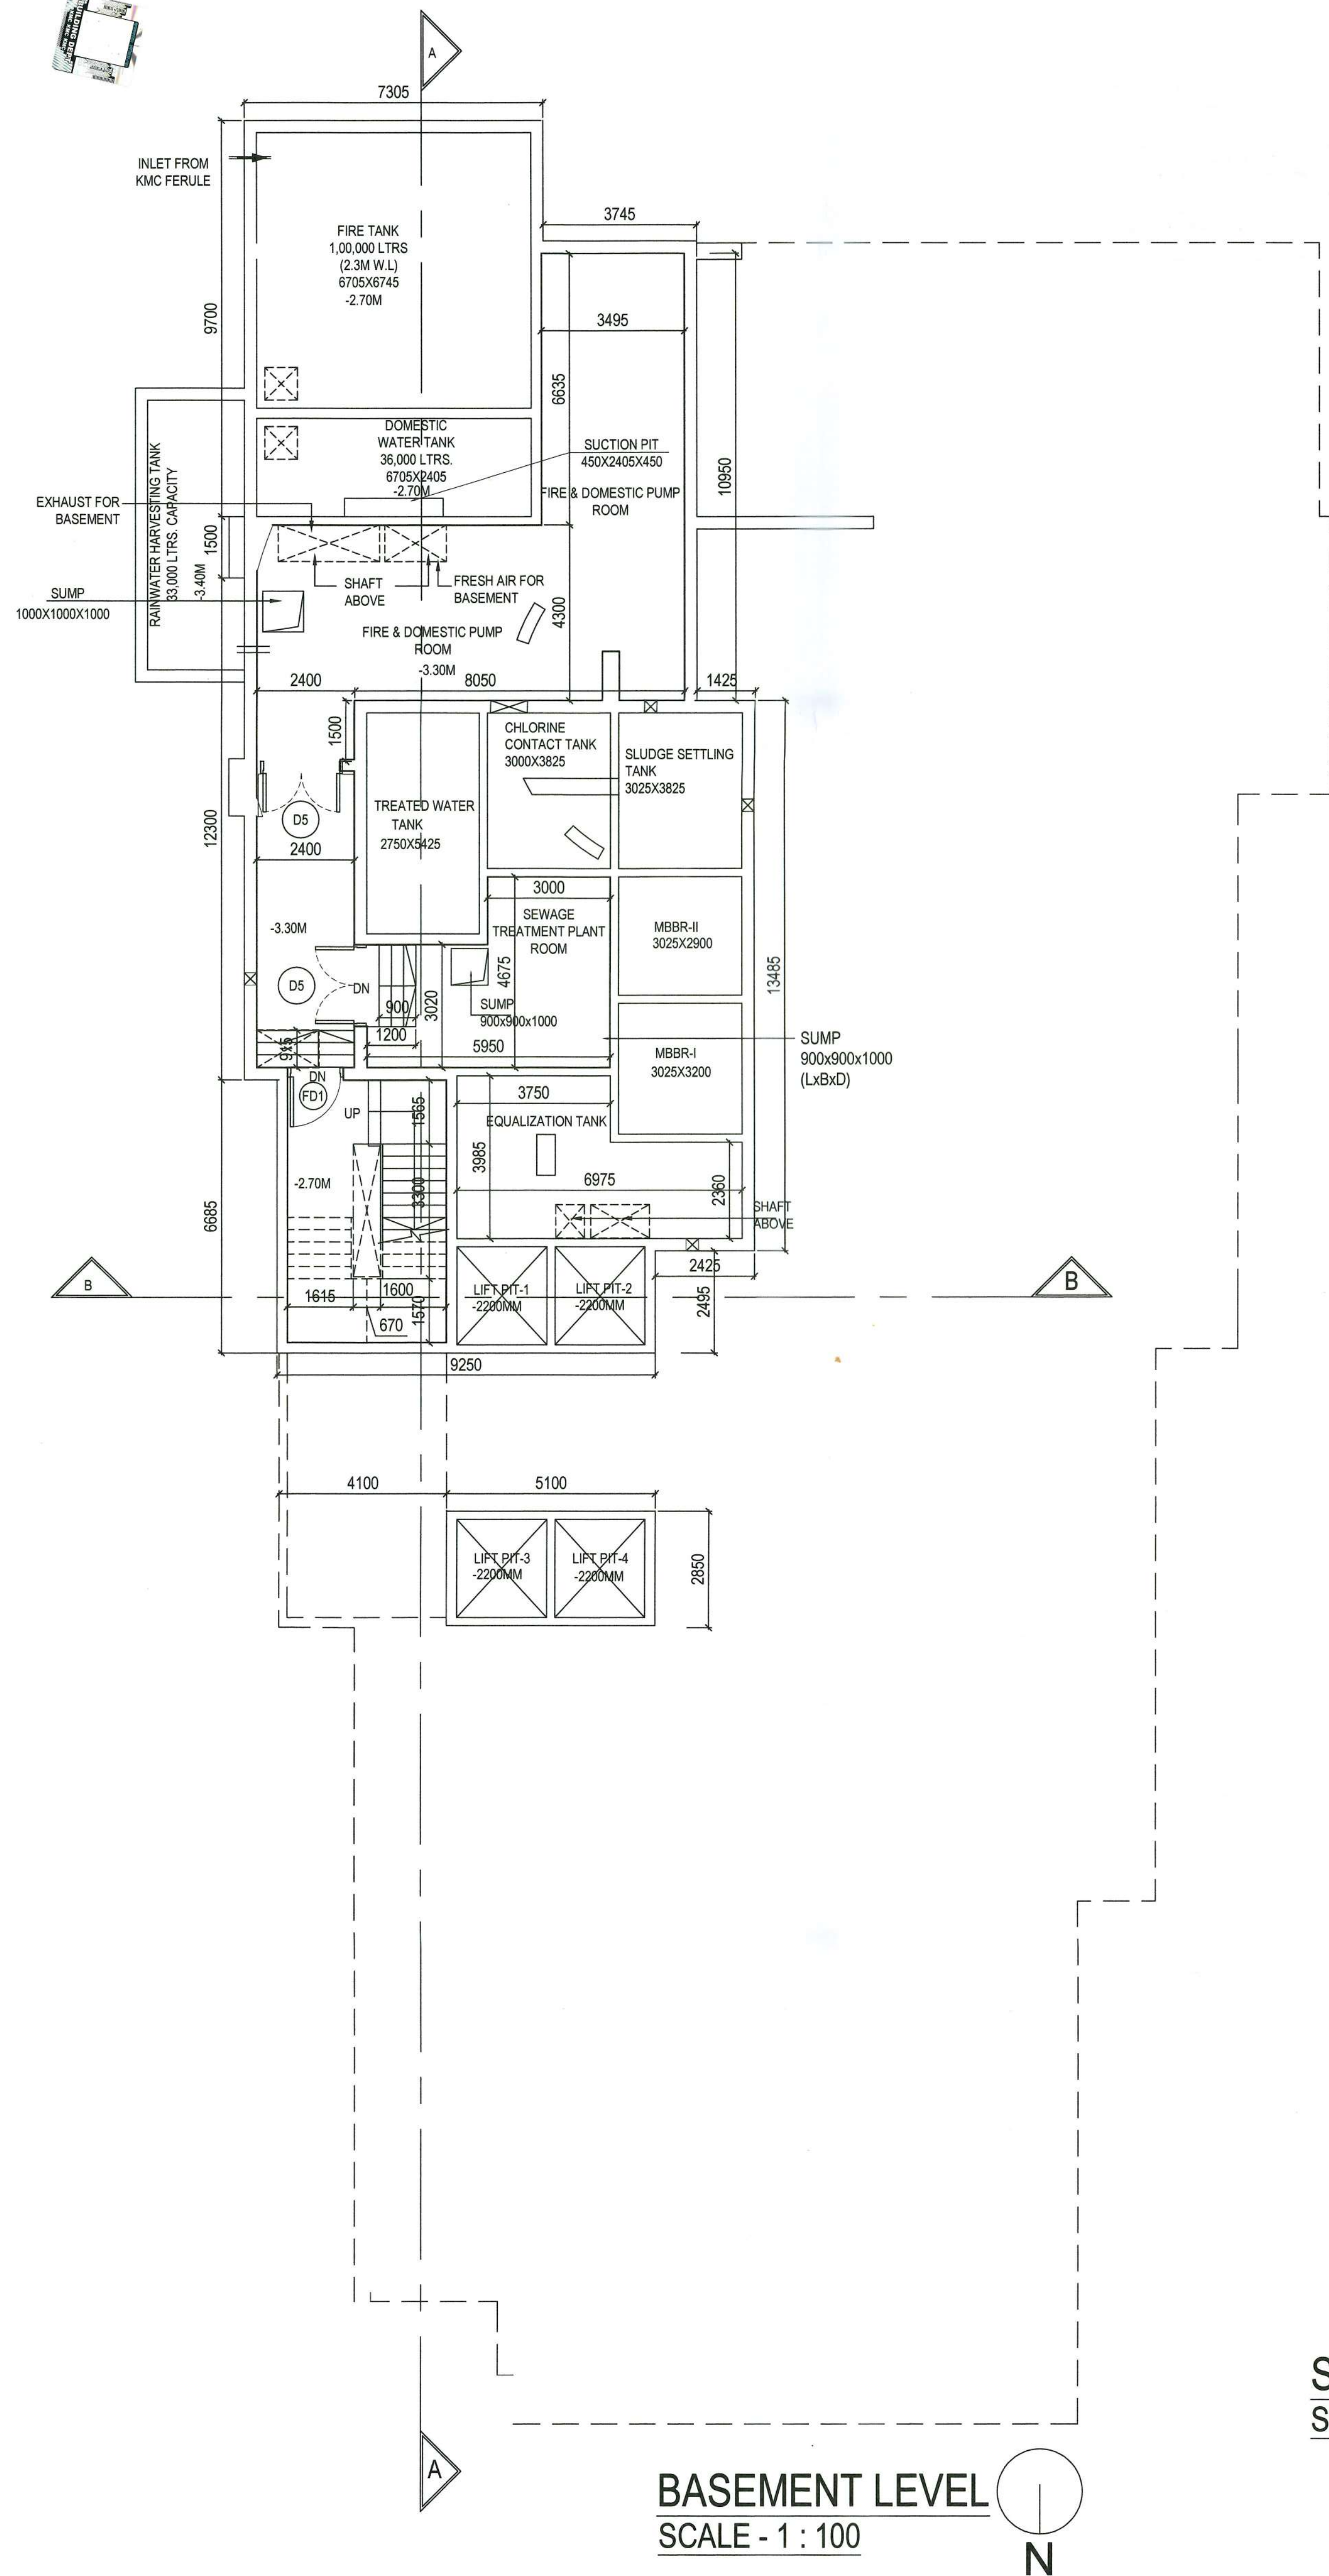 BUILDING DEP
A
7305
INLET FROM
KMC FERULE
3745
FIRE TANK
1,00,000 LTRS
(2.3M W.L)
6705X6745
-2.70M
9700
3495
6635
10950
DOMESTIC
WATER TANK
36,000 LTRS.
6705X2405
-2.70M
SUCTION PIT
450X2405X450
FIRE & DOMESTIC PUMP
ROOM
RAINWATER HARVESTING TANK
33,000 LTRS. CAPACITY
-3.40M
EXHAUST FOR
BASEMENT
1500
SHAFT
ABOVE
FRESH AIR FOR
BASEMENT
SUMP
1000X1000X1000
4300
FIRE & DOMESTIC PUMP
ROOM
-3.30M
2400
8050
1425
1500
CHLORINE
CONTACT TANK
3000X3825
SLUDGE SETTLING
TANK
3025X3825
TREATED WATER
TANK
2750X5425
D5
2400
12300
3000
SEWAGE
TREATMENT PLANT
ROOM
MBBR-II
3025X2900
-3.30M
4675
13485
D5
DN
900
3020
SUMP
900x900x1000
1200
5950
915
SUMP
900x900x1000
(LxBxD)
MBBR-I
3025X3200
DN
FD1
UP
1565
3750
EQUALIZATION TANK
3985
-2.70M
3300
6975
2360
SHAFT
ABOVE
6685
2425
B
LIFT PIT-1
-2200MM
LIFT PIT-2
-2200MM
B
1615
1600
1570
670
2495
9250
4100
5100
LIFT PIT-3
-2200MM
LIFT PIT-4
-2200MM
2850
A
BASEMENT LEVEL
SCALE - 1 : 100
N
S
S